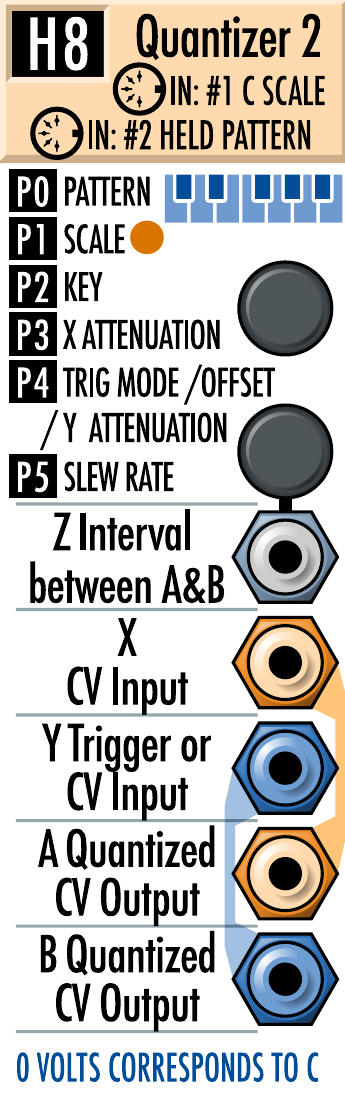 H8 Quantizer 2
IN: #1 C SCALE
IN: #2 HELD PATTERN
P0 PATTERN
P1 SCALE
P2 KEY
P3 X ATTENUATION
P4 TRIG MODE /OFFSET
/ Y ATTENUATION
P5 SLEW RATE
Z Interval
between A&B
X
CV Input
Y Trigger or
CV Input
A Quantized
CV Output
B Quantized
CV Output
0 VOLTS CORRESPONDS TO C